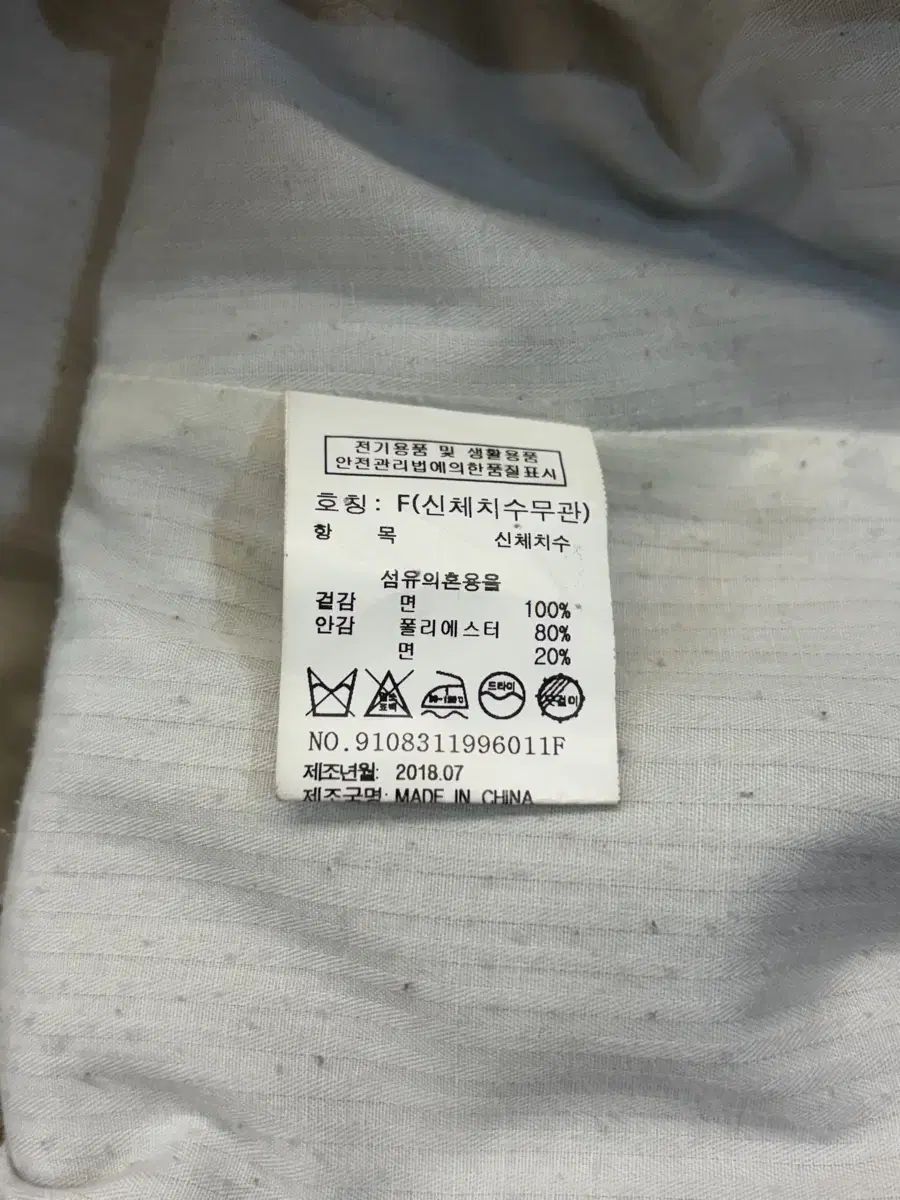 전기용품 및 생활용품
안전관리법에의한품질표시
호칭: F(신체치수무관)
항 목 신체치수
섬유의혼용율
겉감 면 100%
안감 폴리에스터 80%
면 20%
드라이
NO.9108311996011F
제조년월: 2018.07
제조국명: MADE IN CHINA